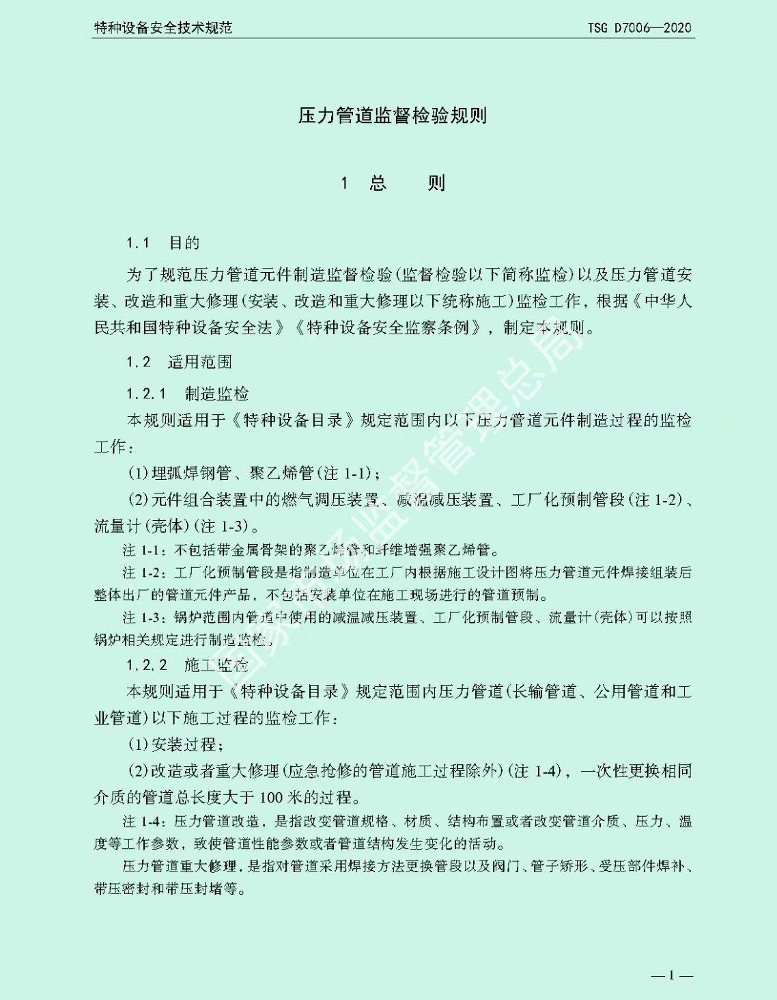 特种设备安全技术规范 TSG D7006—2020
压力管道监督检验规则
1 总 则
1.1 目的
为了规范压力管道元件制造监督检验(监督检验以下简称监检)以及压力管道安
装、改造和重大修理(安装、改造和重大修理以下统称施工)监检工作，根据《中华人
民共和国特种设备安全法》《特种设备安全监察条例》，制定本规则。
1.2 适用范围
1.2.1 制造监检
本规则适用于《特种设备目录》规定范围内以下压力管道元件制造过程的监检
工作：
(1)埋弧焊钢管、聚乙烯管(注 1-1)；
(2)元件组合装置中的燃气调压装置、减温减压装置、工厂化预制管段(注 1-2)、
流量计(壳体)(注 1-3)。
注 1-1：不包括带金属骨架的聚乙烯管和纤维增强聚乙烯管。
注 1-2：工厂化预制管段是指制造单位在工厂内根据施工设计图将压力管道元件焊接组装后
整体出厂的管道元件产品，不包括安装单位在施工现场进行的管道预制。
注 1-3：锅炉范围内管道中使用的减温减压装置、工厂化预制管段、流量计(壳体)可以按照
锅炉相关规定进行制造监检。
1.2.2 施工监检
本规则适用于《特种设备目录》规定范围内压力管道(长输管道、公用管道和工
业管道)以下施工过程的监检工作：
(1)安装过程；
(2)改造或者重大修理(应急抢修的管道施工过程除外)(注 1-4)，一次性更换相同
介质的管道总长度大于 100 米的过程。
注 1-4：压力管道改造，是指改变管道规格、材质、结构布置或者改变管道介质、压力、温
度等工作参数，致使管道性能参数或者管道结构发生变化的活动。
压力管道重大修理，是指对管道采用焊接方法更换管段以及阀门、管子矫形、受压部件焊补、
带压密封和带压封堵等。
国家市场监督管理总局
— 1 —